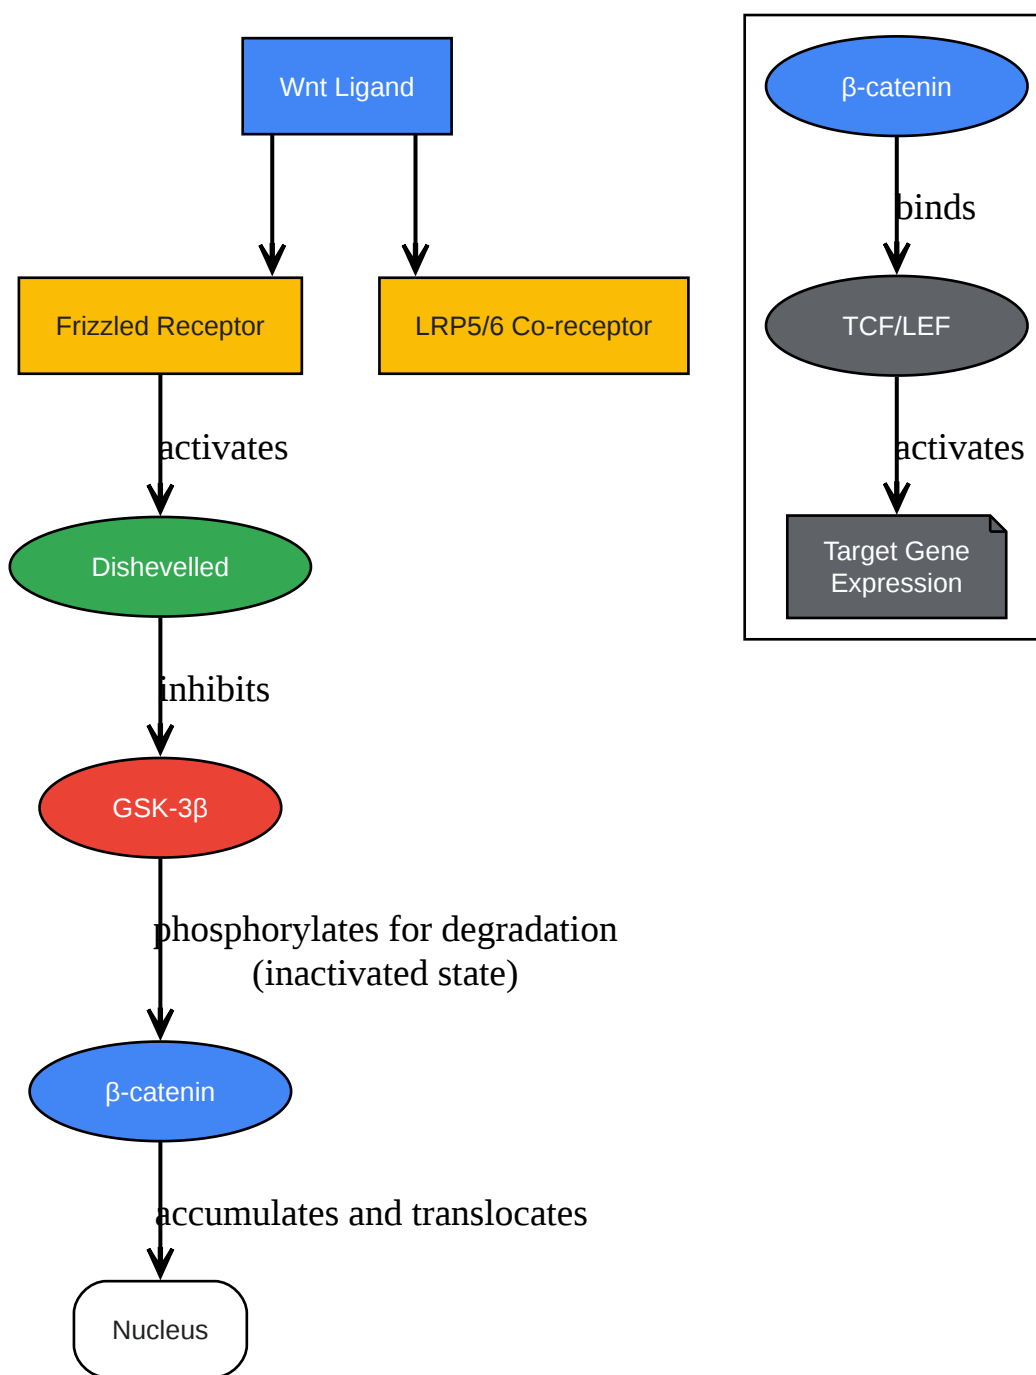 Wnt Ligand
Frizzled Receptor
LRP5/6 Co-receptor
activates
Dishevelled
inhibits
GSK-3β
phosphorylates for degradation
(inactivated state)
β-catenin
accumulates and translocates
Nucleus
β-catenin
binds
TCF/LEF
activates
Target Gene
Expression